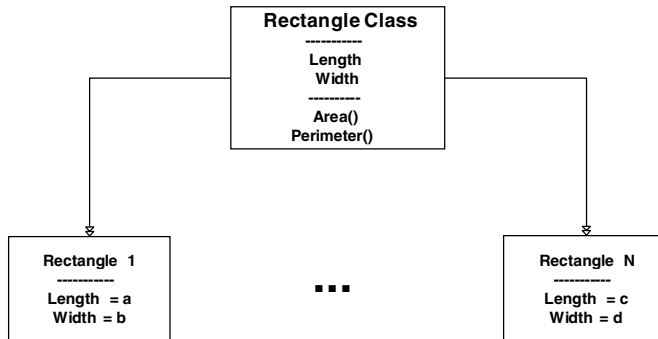 Rectangle Class
-----------
Length
Width
----------
Area()
Perimeter()
Rectangle 1
-----------
Length = a
Width = b
...
Rectangle N
-----------
Length = c
Width = d